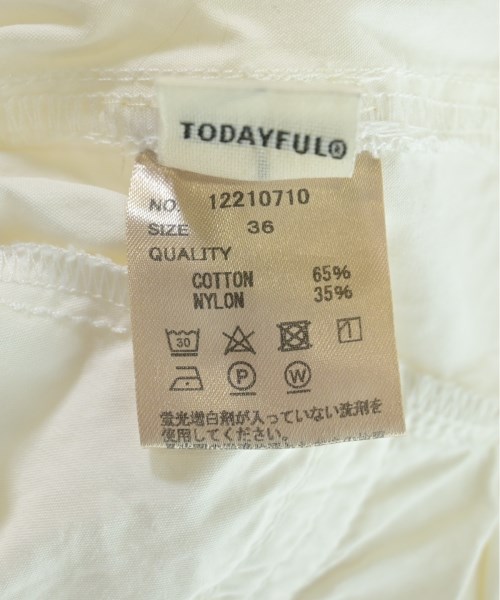 TODAYFUL®
NO. 12210710
SIZE 36
QUALITY
COTTON 65%
NYLON 35%
30
P W
蛍光増白剤が入っていない洗剤を
使用してください。